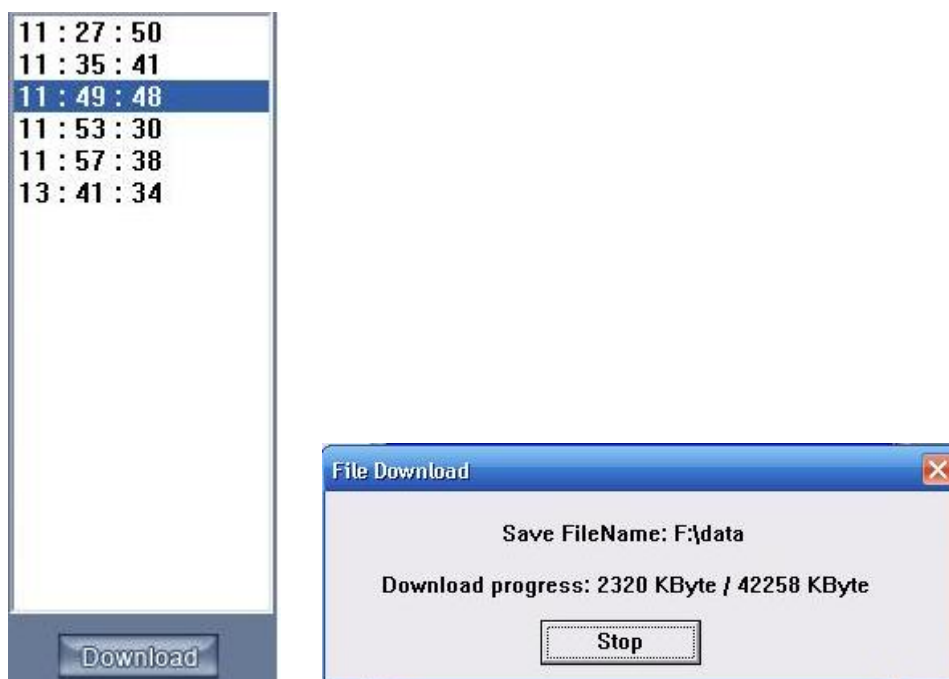 11 : 27 : 50
11 : 35 : 41
11 : 49 : 48
11 : 53 : 30
11 : 57 : 38
13 : 41 : 34
Download
File Download
Save FileName: F:\data
Download progress: 2320 KByte / 42258 KByte
Stop